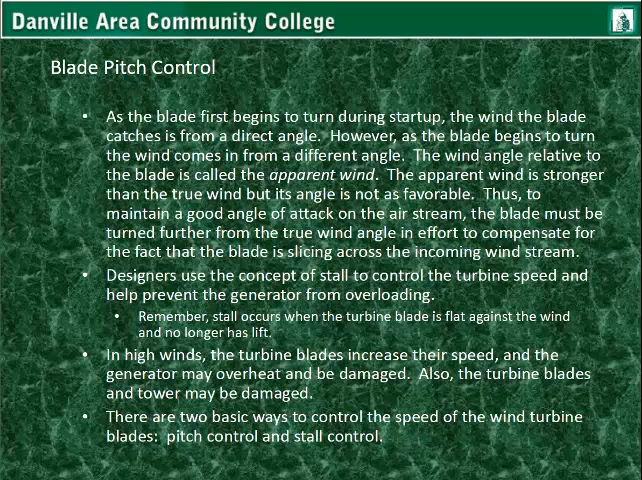 Danville Area Community College
Blade Pitch Control
• As the blade first begins to turn during startup, the wind the blade
catches is from a direct angle. However, as the blade begins to turn
the wind comes in from a different angle. The wind angle relative to
the blade is called the apparent wind. The apparent wind is stronger
than the true wind but its angle is not as favorable. Thus, to
maintain a good angle of attack on the air stream, the blade must be
turned further from the true wind angle in effort to compensate for
the fact that the blade is slicing across the incoming wind stream.
• Designers use the concept of stall to control the turbine speed and
help prevent the generator from overloading.
• Remember, stall occurs when the turbine blade is flat against the wind
and no longer has lift.
• In high winds, the turbine blades increase their speed, and the
generator may overheat and be damaged. Also, the turbine blades
and tower may be damaged.
• There are two basic ways to control the speed of the wind turbine
blades: pitch control and stall control.